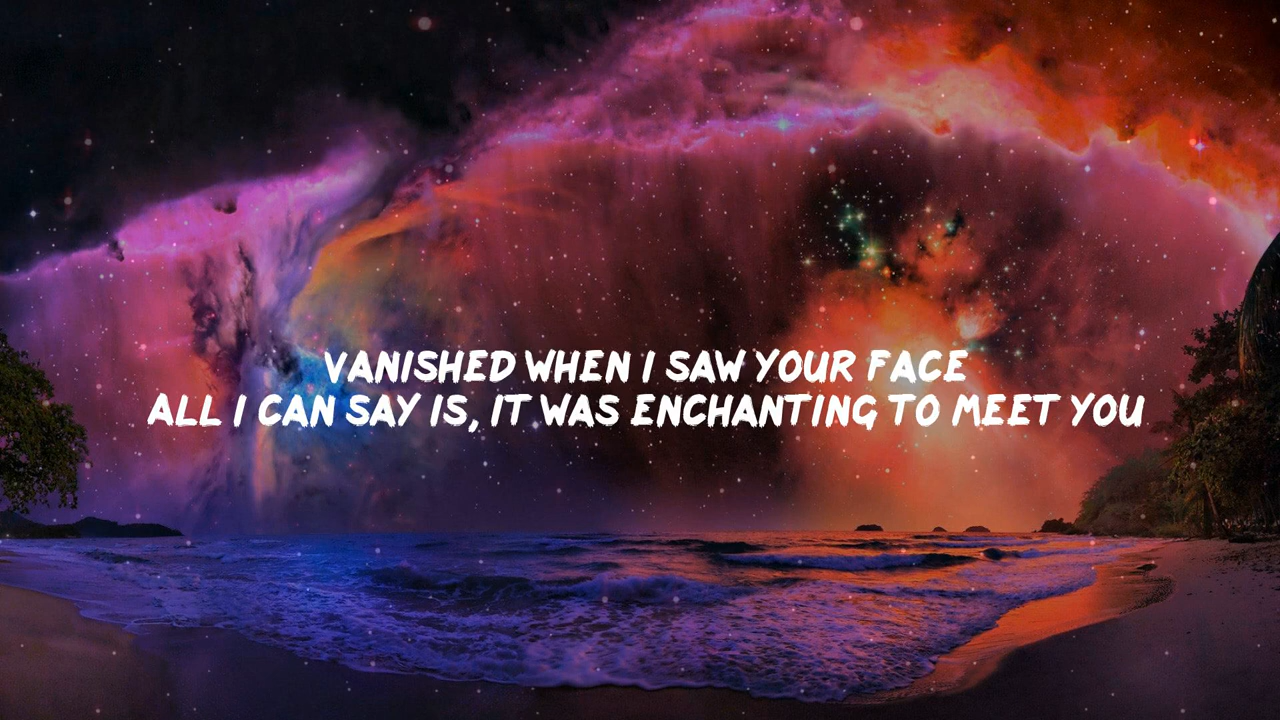 VANISHED WHEN I SAW YOUR FACE
ALL I CAN SAY IS, IT WAS ENCHANTING TO MEET YOU